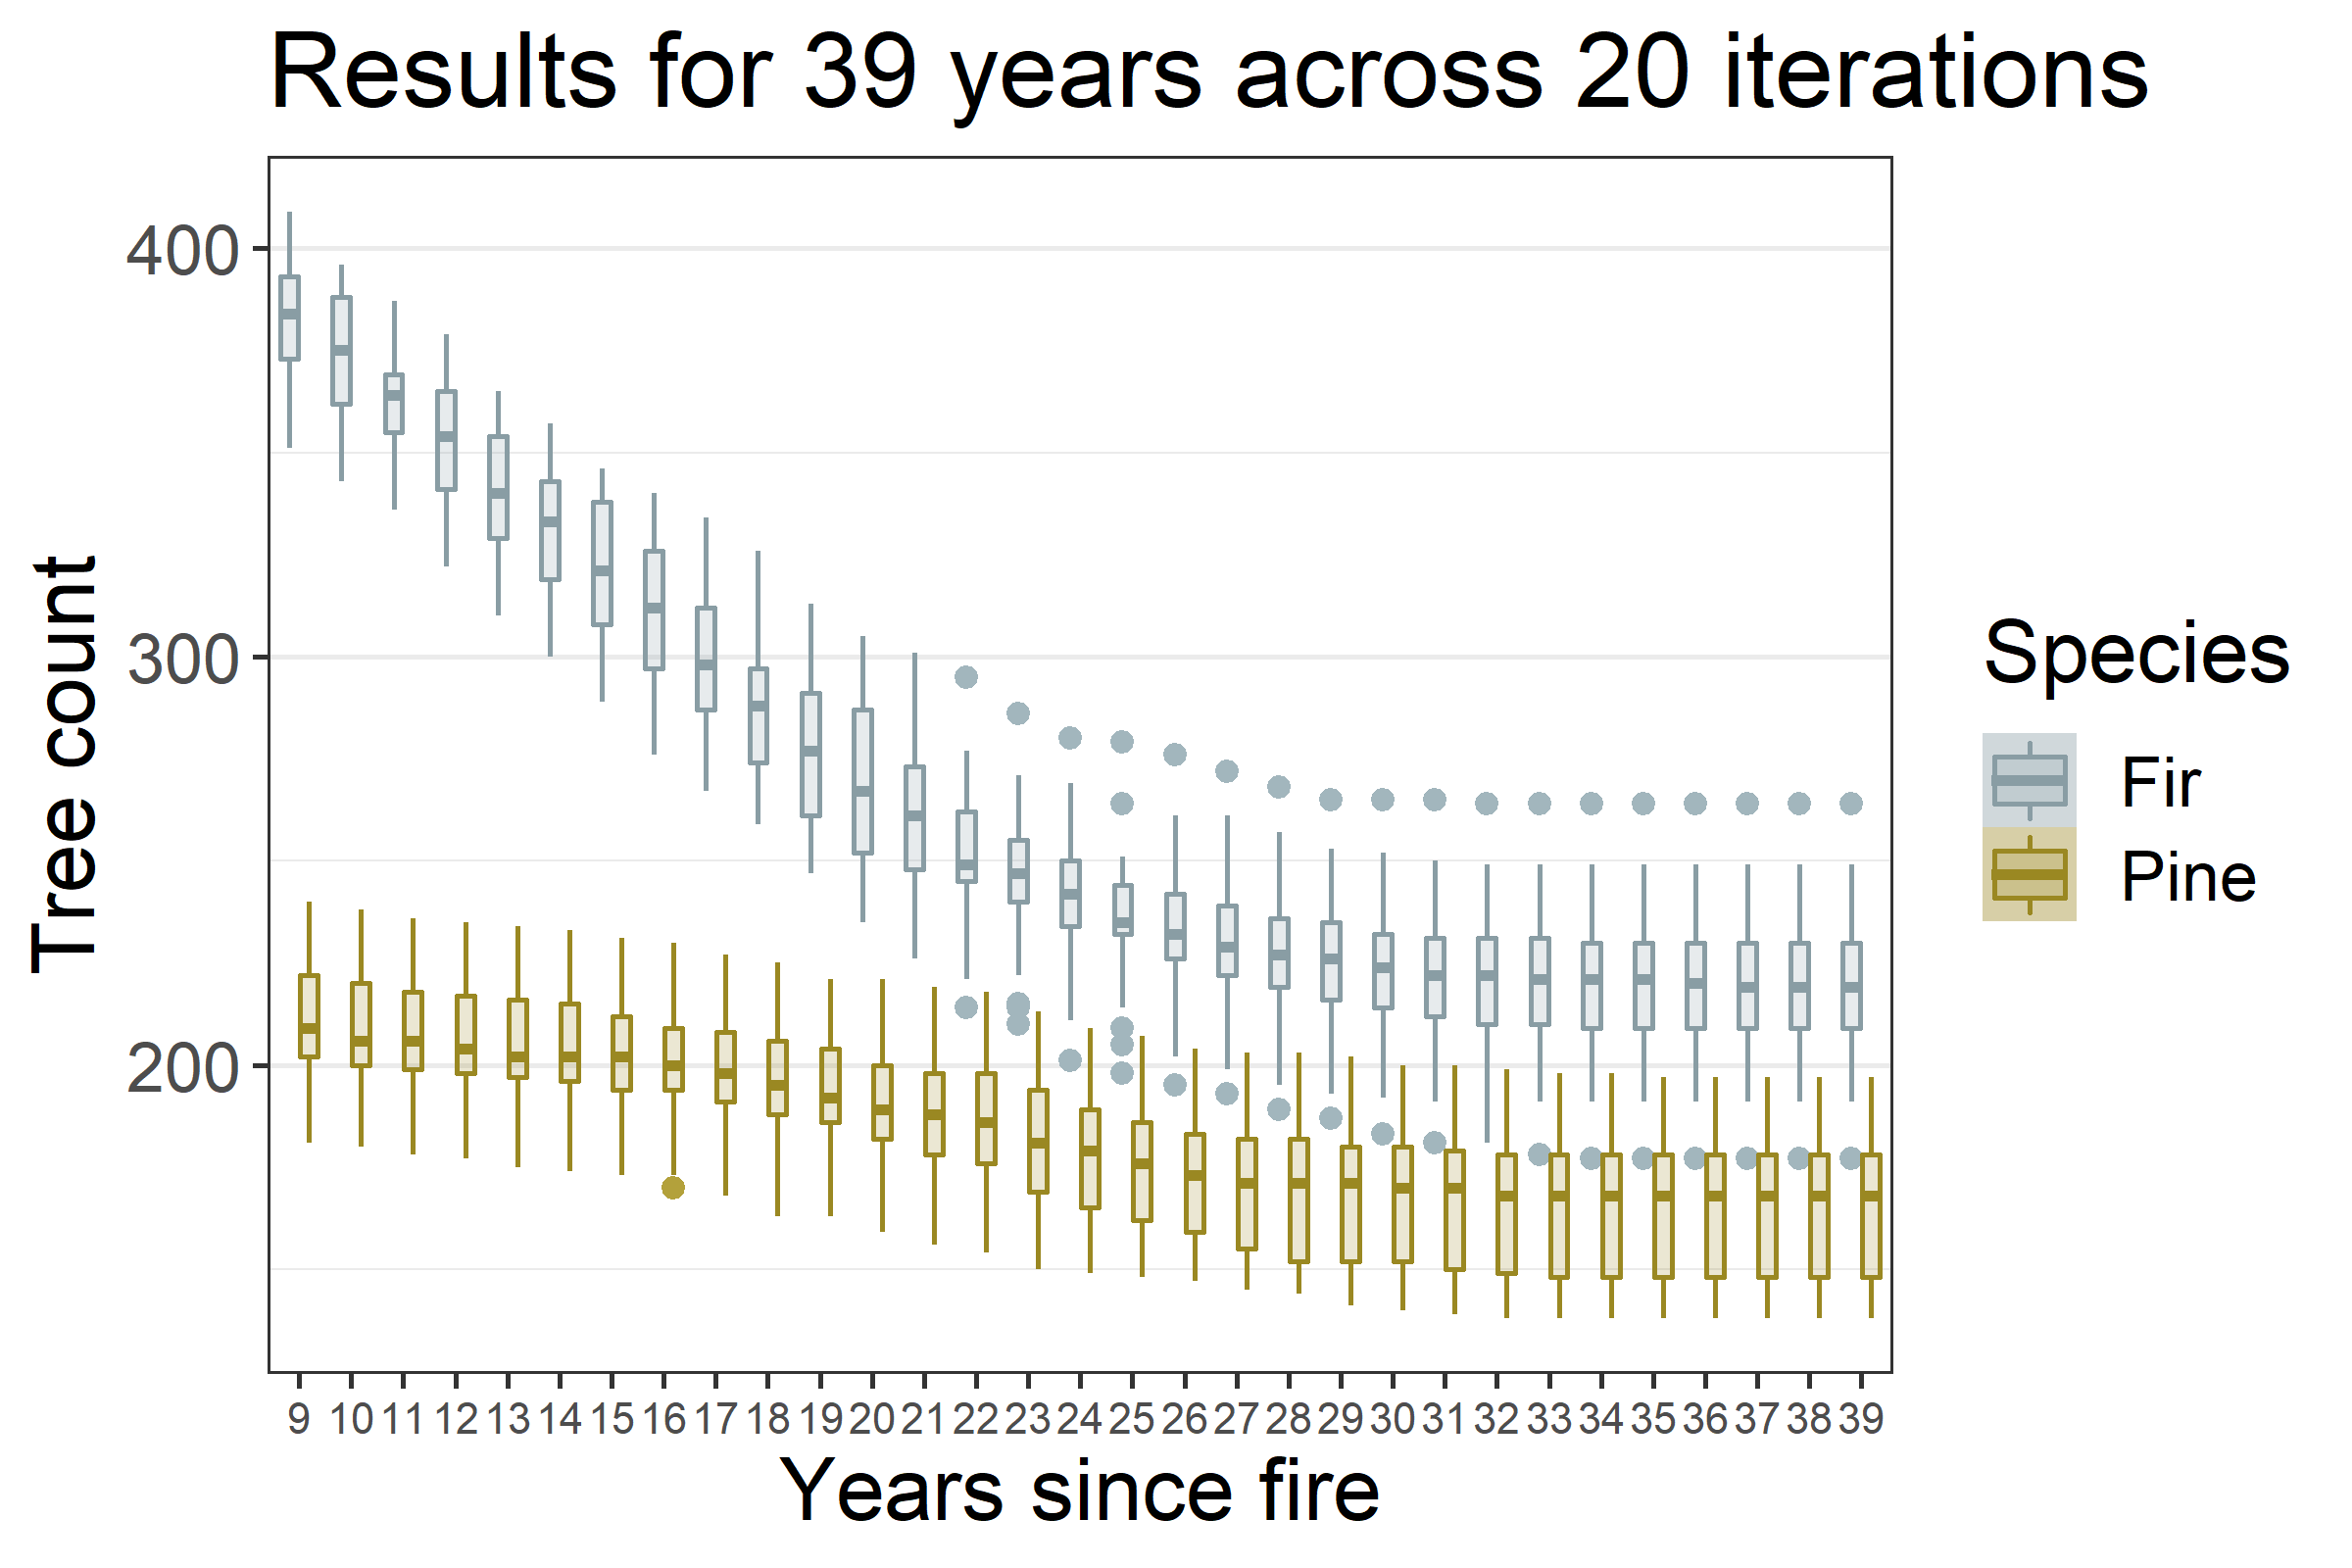 Results for 39 years across 20 iterations
400
300
200
Tree count
9 10 11 12 13 14 15 16 17 18 19 20 21 22 23 24 25 26 27 28 29 30 31 32 33 34 35 36 37 38 39
Years since fire
Species
Fir
Pine